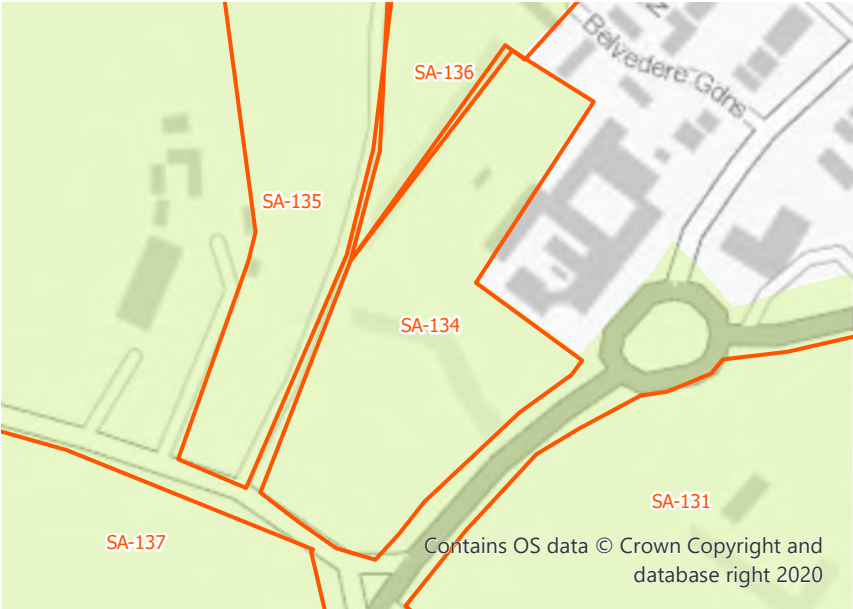 Belvedere Gdns
SA-136
SA-135
SA-134
SA-131
SA-137
Contains OS data © Crown Copyright and
database right 2020